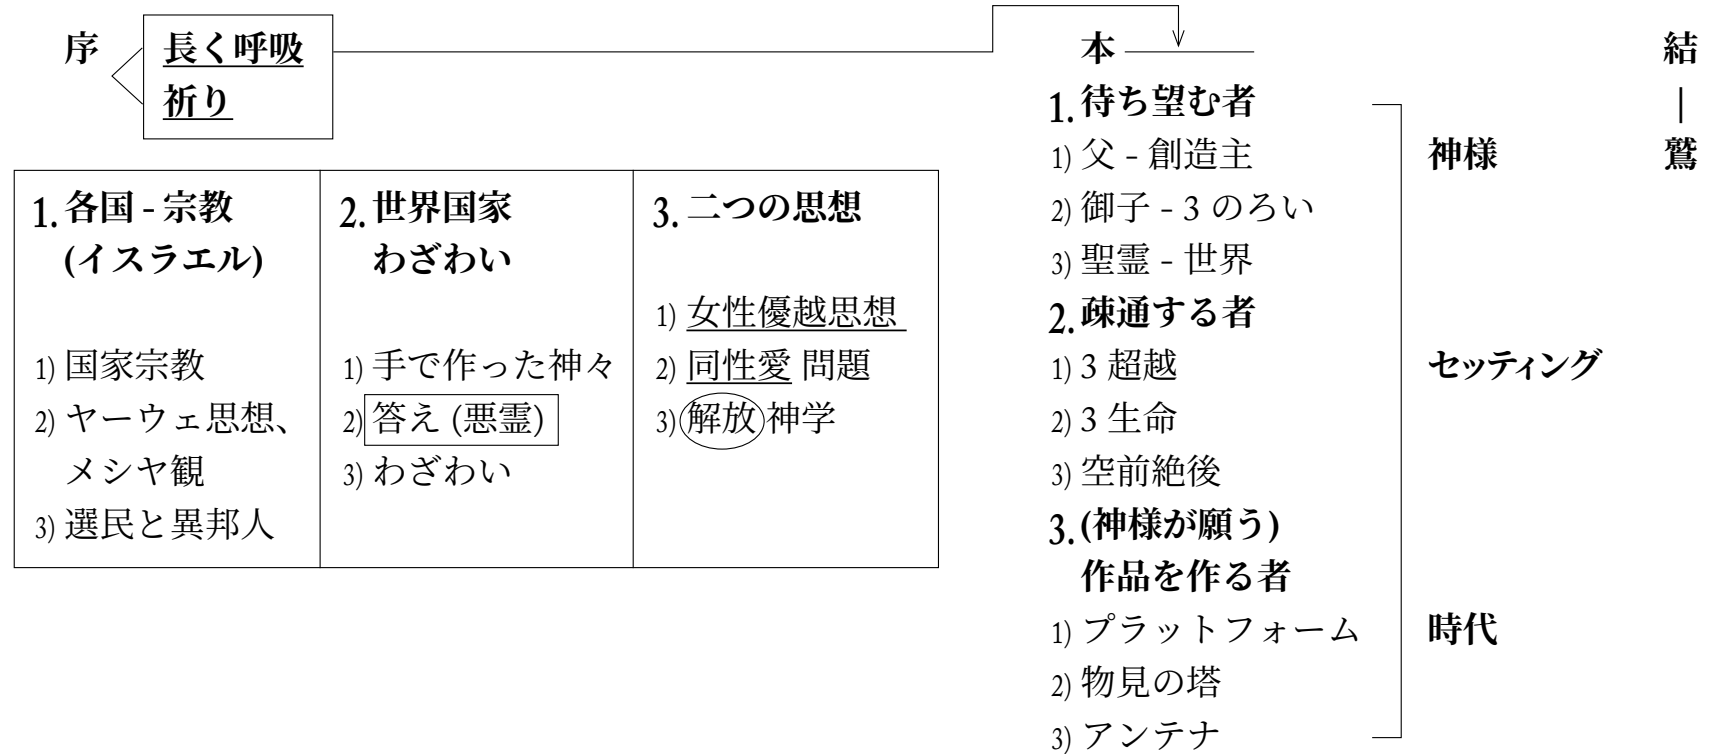 序
長く呼吸
祈り
1. 各国 - 宗教
(イスラエル)
1) 国家宗教
2) ヤーウェ思想、
メシヤ観
3) 選民と異邦人
2. 世界国家
わざわい
1) 手で作った神々
2) 答え (悪霊)
3) わざわい
3. 二つの思想
1) 女性優越思想
2) 同性愛 問題
3) 解放 神学
本
1. 待ち望む者
1) 父 - 創造主
2) 御子 - 3 のろい
3) 聖霊 - 世界
2. 疎通する者
1) 3 超越
2) 3 生命
3) 空前絶後
3. (神様が願う)
作品を作る者
1) プラットフォーム
2) 物見の塔
3) アンテナ
神様
セッティング
時代
結
|
鷲